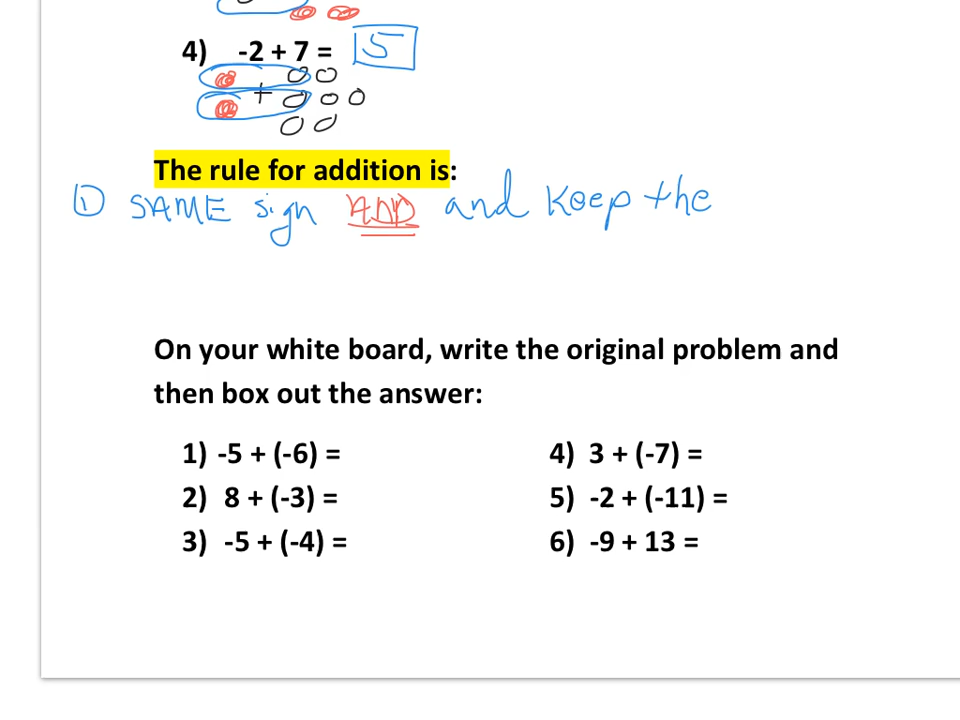 4) -2 + 7 = 5
+
The rule for addition is:
① SAME sign ADD and keep the
On your white board, write the original problem and
then box out the answer:
1) -5 + (-6) =
2) 8 + (-3) =
3) -5 + (-4) =
4) 3 + (-7) =
5) -2 + (-11) =
6) -9 + 13 =